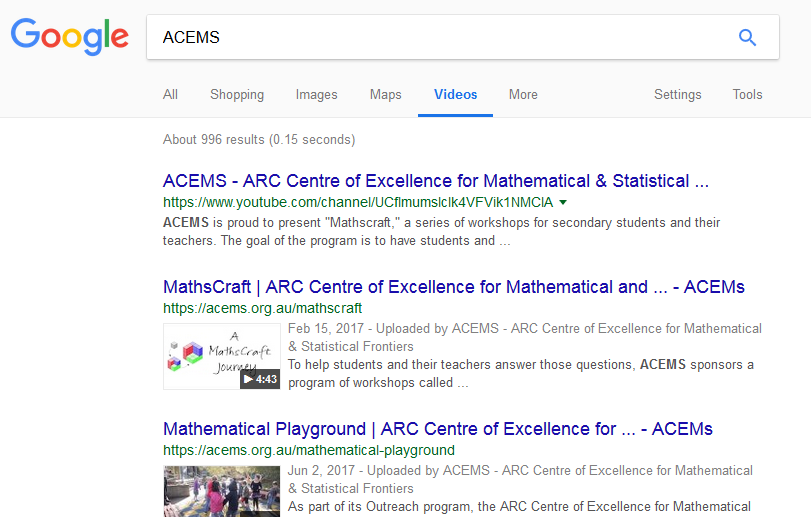 Google
ACEMS
All Shopping Images Maps Videos More Settings Tools
About 996 results (0.15 seconds)
ACEMS - ARC Centre of Excellence for Mathematical & Statistical ...
https://www.youtube.com/channel/UCflmumslclk4VFVik1NMClA
ACEMS is proud to present "Mathscraft," a series of workshops for secondary students and their
teachers. The goal of the program is to have students and ...
MathsCraft | ARC Centre of Excellence for Mathematical and ... - ACEMs
https://acems.org.au/mathscraft
A
MathsCraft
Journey
4:43
Feb 15, 2017 - Uploaded by ACEMS - ARC Centre of Excellence for Mathematical
& Statistical Frontiers
To help students and their teachers answer those questions, ACEMS sponsors a
program of workshops called ...
Mathematical Playground | ARC Centre of Excellence for ... - ACEMs
https://acems.org.au/mathematical-playground
Jun 2, 2017 - Uploaded by ACEMS - ARC Centre of Excellence for Mathematical
& Statistical Frontiers
As part of its Outreach program, the ARC Centre of Excellence for Mathematical